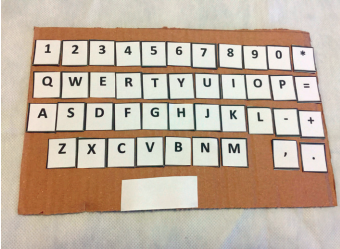 1 2 3 4 5 6 7 8 9 0 *
Q W E R T Y U I O P =
A S D F G H J K L - +
Z X C V B N M , .